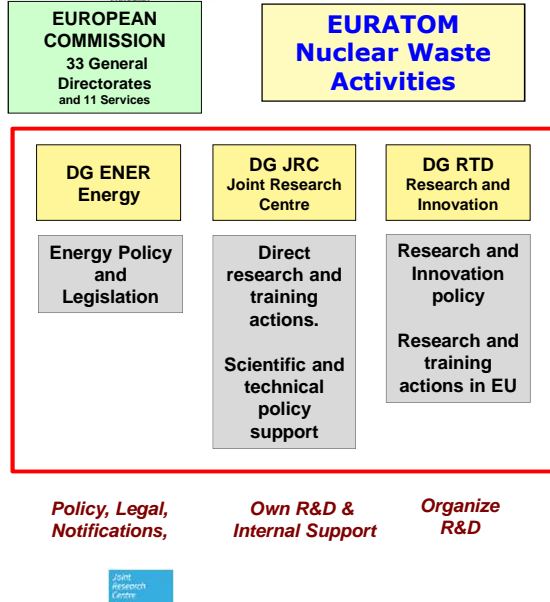 EUROPEAN
COMMISSION
33 General
Directorates
and 11 Services
EURATOM
Nuclear Waste
Activities
DG ENER
Energy
DG JRC
Joint Research
Centre
DG RTD
Research and
Innovation
Energy Policy
and
Legislation
Direct
research and
training
actions.
Scientific and
technical
policy
support
Research and
Innovation
policy
Research and
training
actions in EU
Policy, Legal,
Notifications,
Own R&D &
Internal Support
Organize
R&D
Joint
Research
Centre